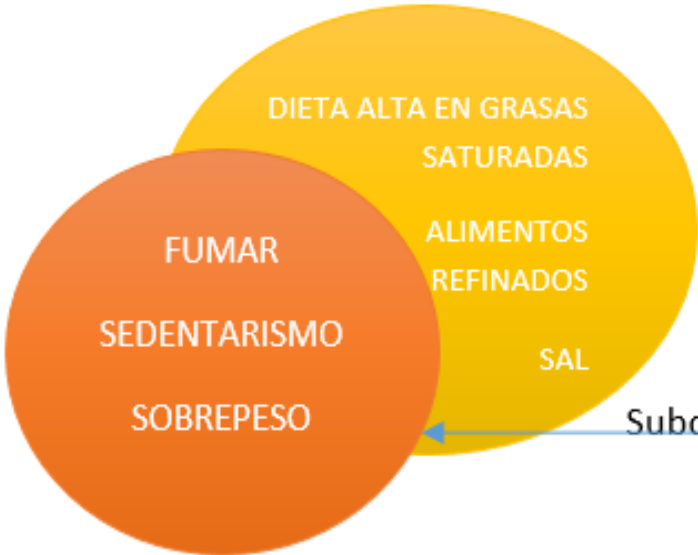 DIETA ALTA EN GRASAS
SATURADAS
ALIMENTOS
REFINADOS
SAL
FUMAR
SEDENTARISMO
SOBREPESO